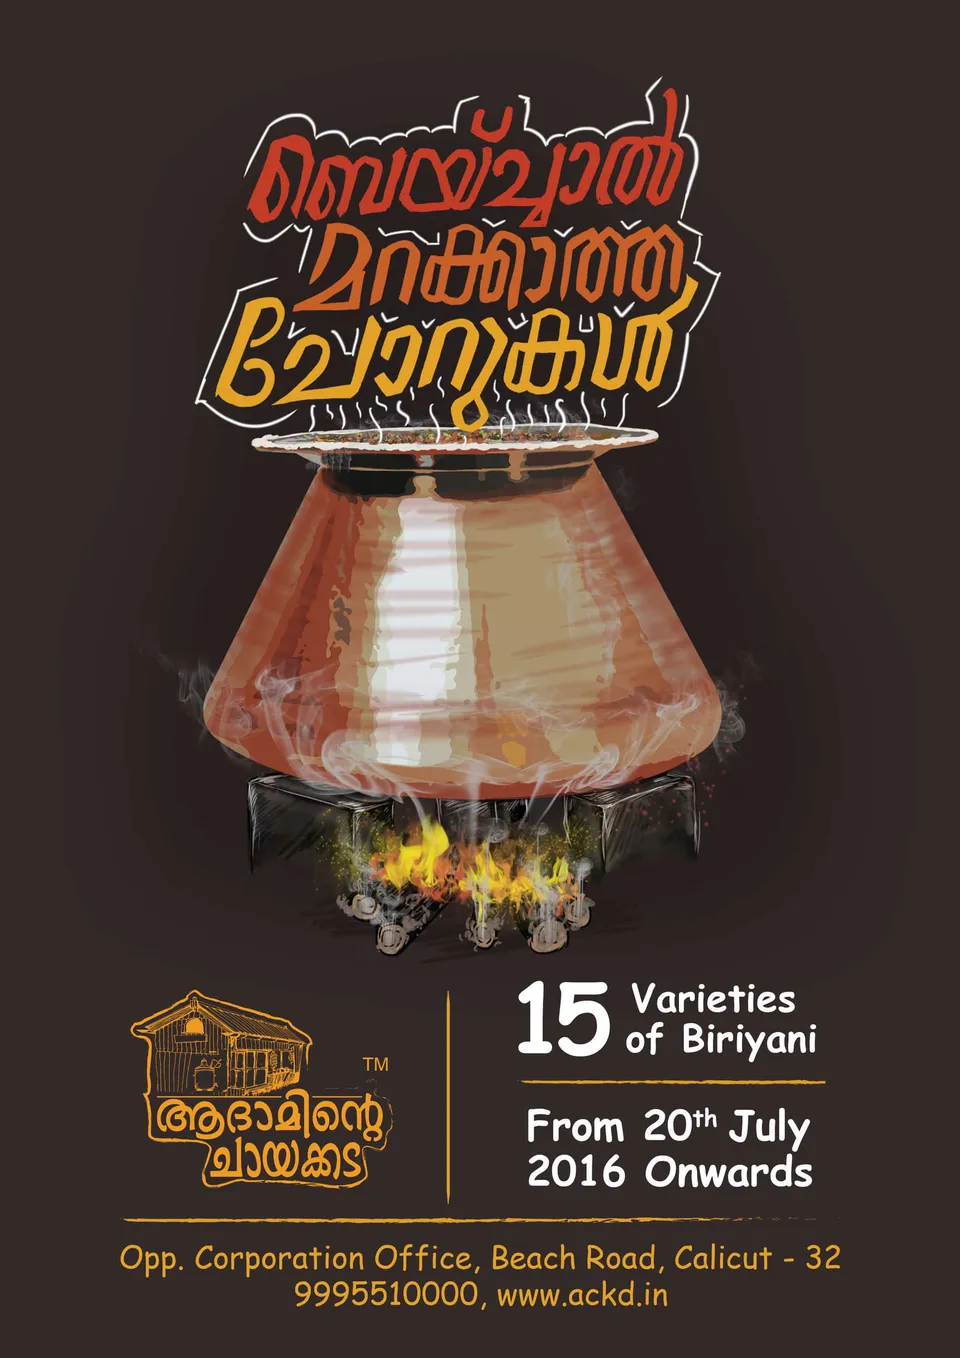 ബെയ്ച്ചാൽ
മറക്കാത്ത
ചോറുകൾ
TM
ആദാമിന്റെ
ചായക്കട
15 Varieties
of Biriyani
From 20th July
2016 Onwards
Opp. Corporation Office, Beach Road, Calicut - 32
9995510000, www.ackd.in